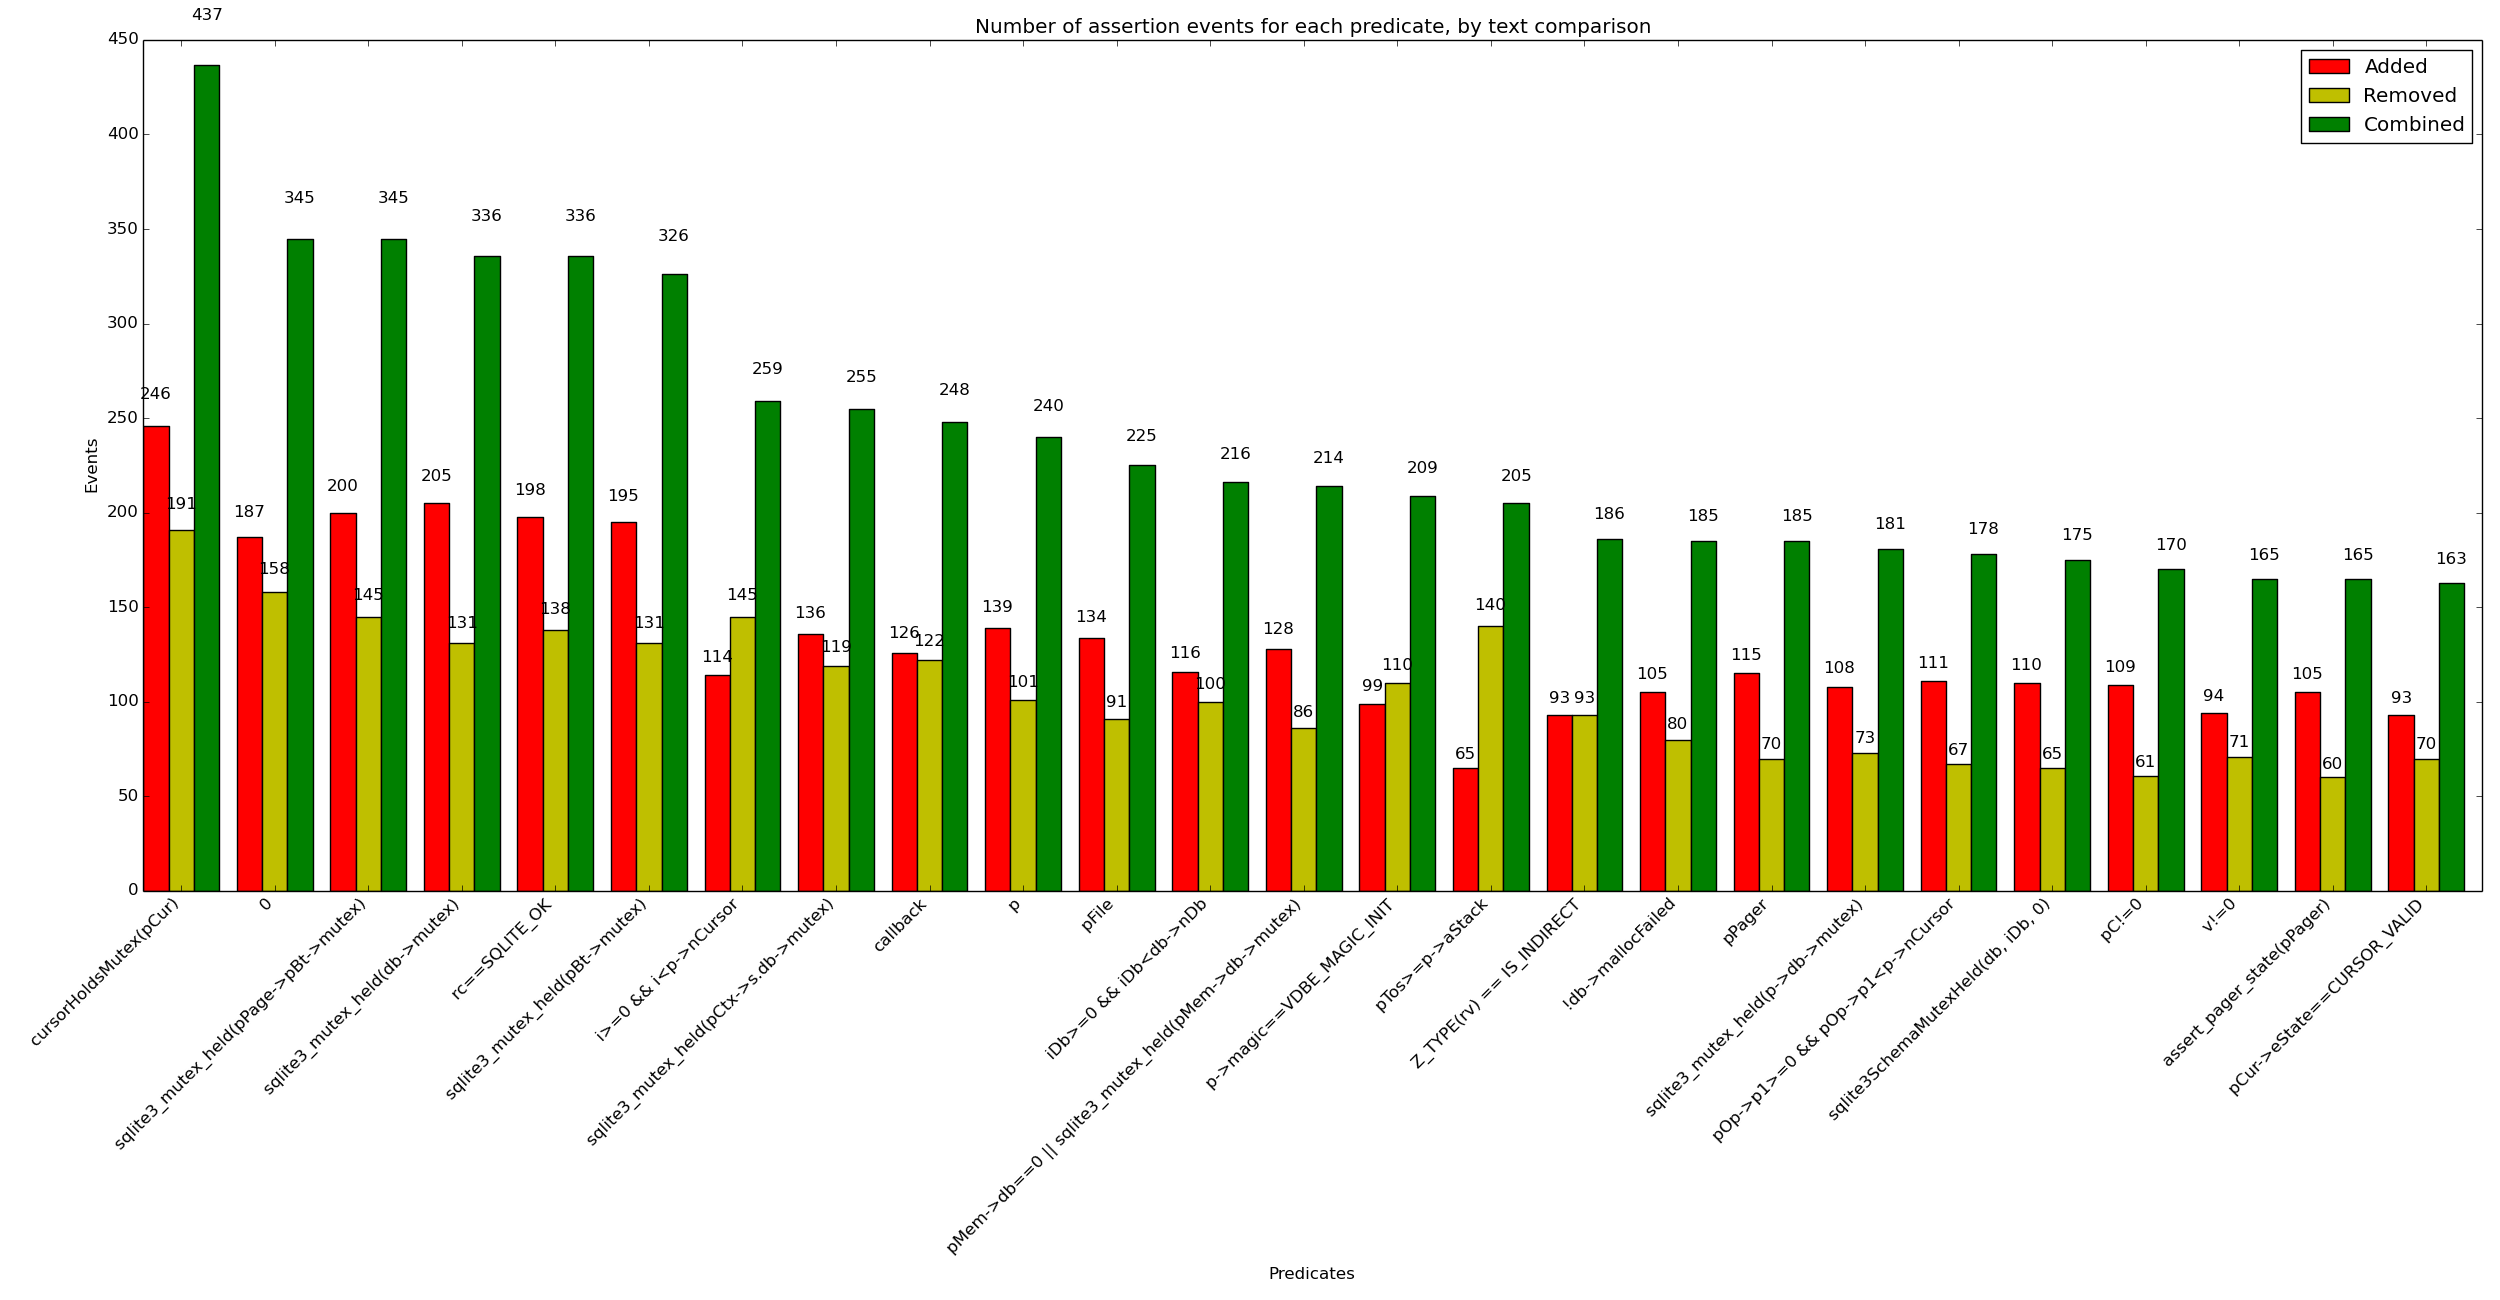 Number of assertion events for each predicate, by text comparison
Added
Removed
Combined
Events
450
400
350
300
250
200
150
100
50
0
246 191 437
187 158 345
200 145 345
205 131 336
198 138 336
195 131 326
114 145 259
136 119 255
126 122 248
139 101 240
134 91 225
116 100 216
128 86 214
99 110 209
65 140 205
93 93 186
105 80 185
115 70 185
108 73 181
111 67 178
110 65 175
109 61 170
94 71 165
105 60 165
93 70 163
cursorHoldsMutex(pCur)
0
sqlite3_mutex_held(pPage->pBt->mutex)
sqlite3_mutex_held(db->mutex)
rc==SQLITE_OK
sqlite3_mutex_held(pBt->mutex)
i>=0 && i<p->nCursor
sqlite3_mutex_held(pCtx->s.db->mutex)
callback
p
pFile
iDb>=0 && iDb<db->nDb
pMem->db==0 || sqlite3_mutex_held(pMem->db->mutex)
p->magic==VDBE_MAGIC_INIT
pTos>=p->aStack
Z_TYPE(rv) == IS_INDIRECT
!db->mallocFailed
pPager
sqlite3_mutex_held(p->db->mutex)
pOp->p1>=0 && pOp->p1<p->nCursor
sqlite3SchemaMutexHeld(db, iDb, 0)
pC!=0
v!=0
assert_pager_state(pPager)
pCur->eState==CURSOR_VALID
Predicates